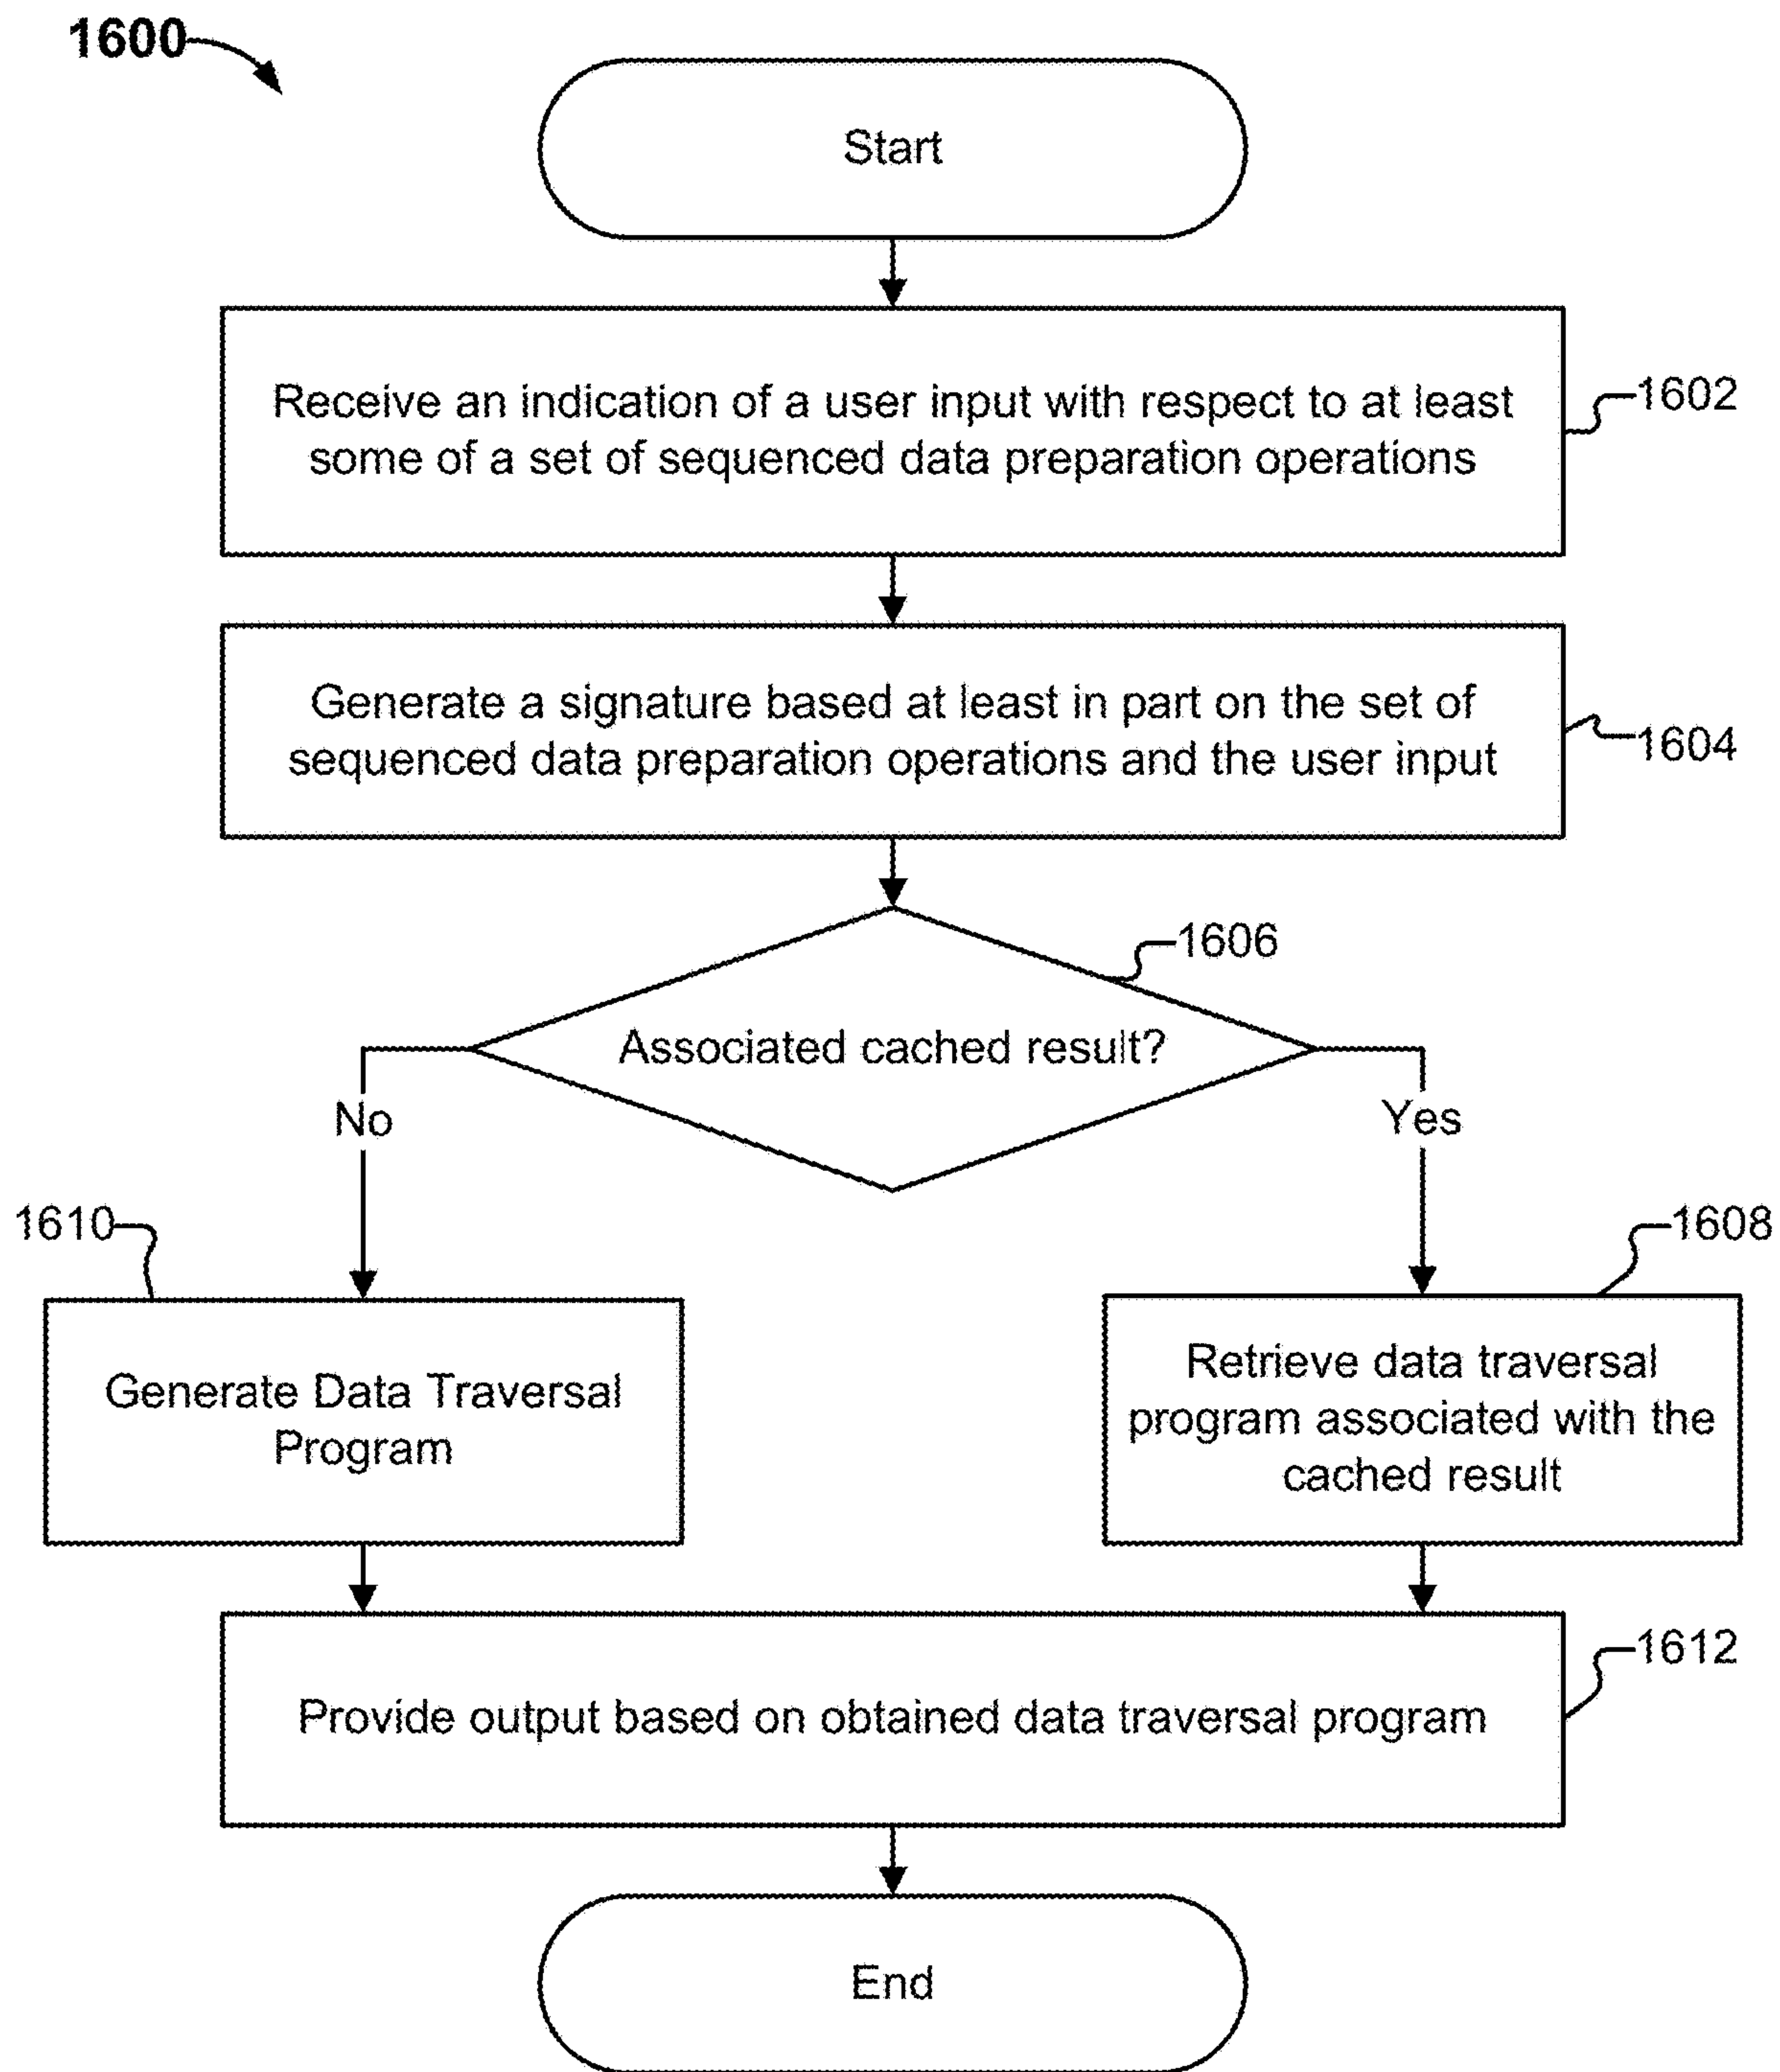 1600
Start
Receive an indication of a user input with respect to at least
some of a set of sequenced data preparation operations
1602
Generate a signature based at least in part on the set of
sequenced data preparation operations and the user input
1604
1606
Associated cached result?
No
Yes
1610
1608
Generate Data Traversal
Program
Retrieve data traversal
program associated with the
cached result
1612
Provide output based on obtained data traversal program
End